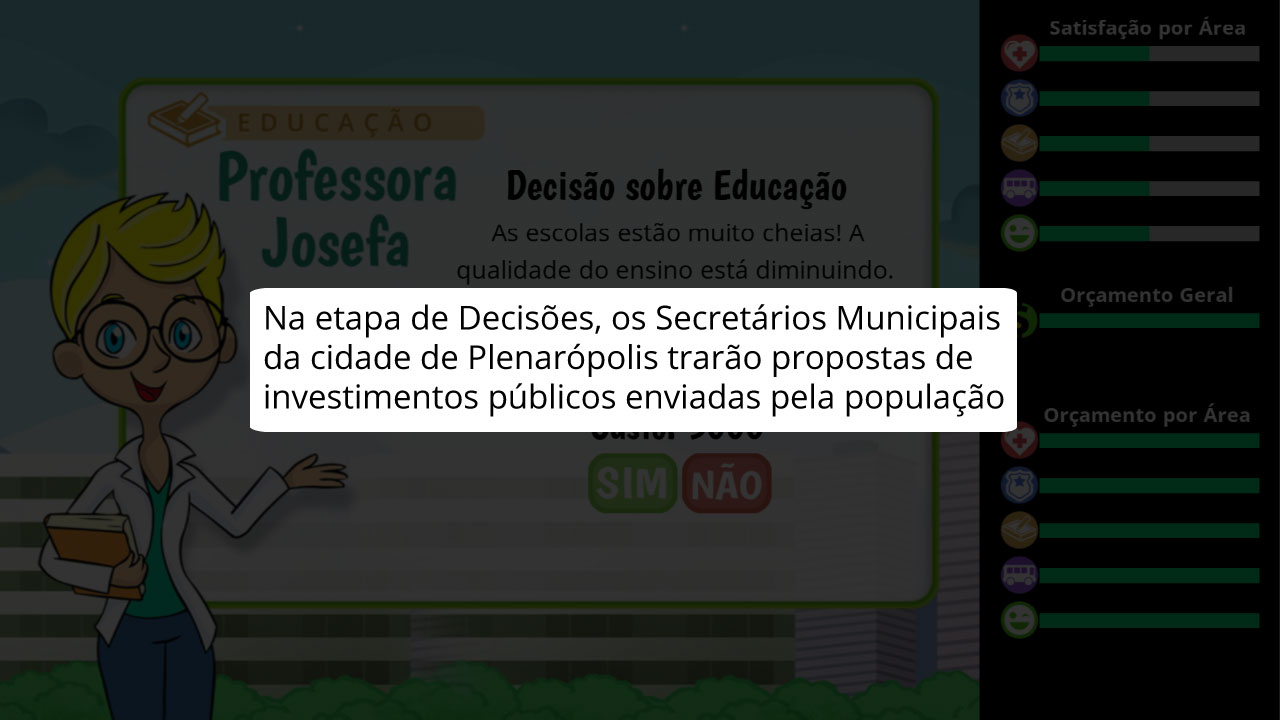 Satisfação por Área
EDUCAÇÃO
Professora
Josefa
Decisão sobre Educação
As escolas estão muito cheias! A
qualidade do ensino está diminuindo.
Na etapa de Decisões, os Secretários Municipais
da cidade de Plenarópolis trarão propostas de
investimentos públicos enviadas pela população
SIM NÃO
Orçamento Geral
Orçamento por Área